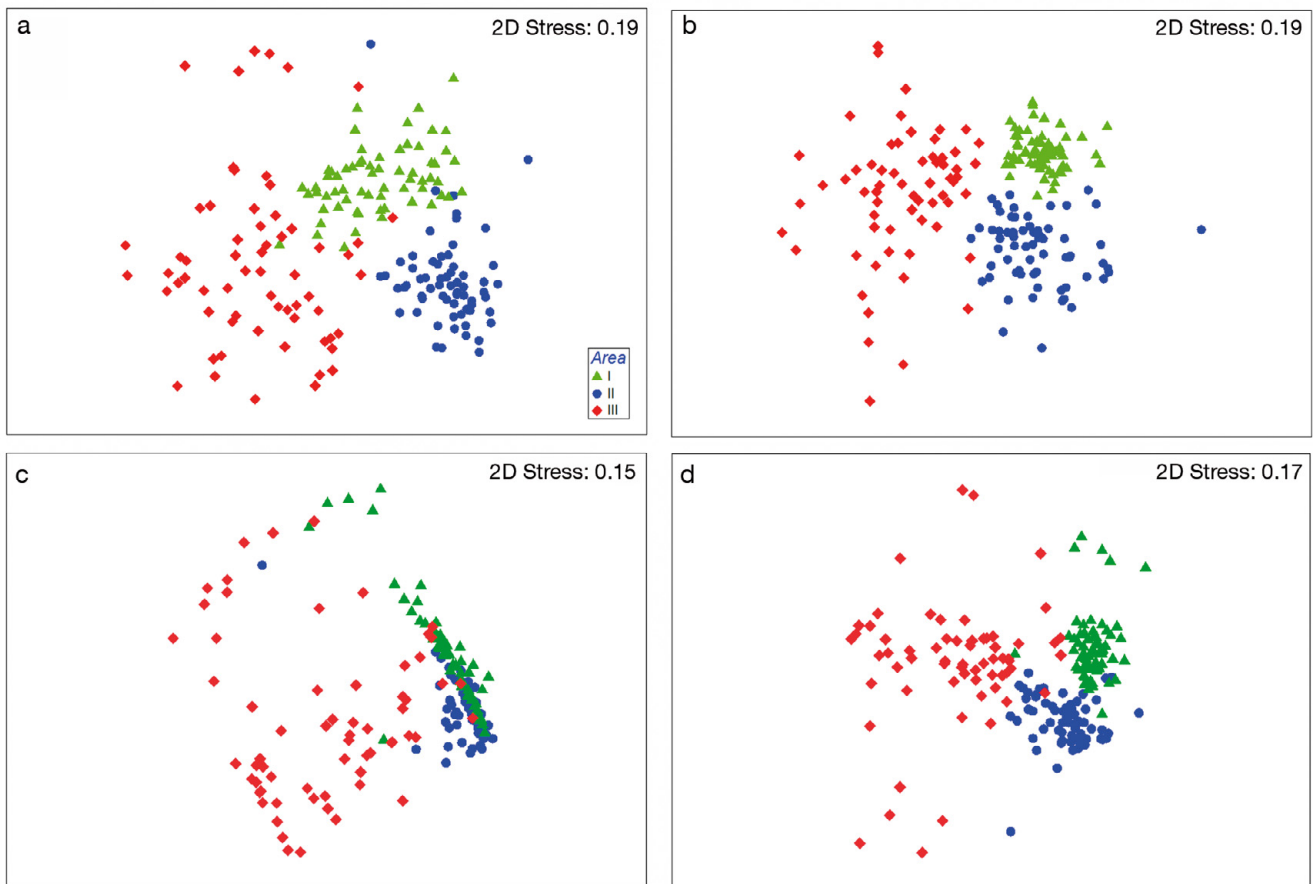 a
2D Stress: 0.19
Area
I
II
III
b
2D Stress: 0.19
c
2D Stress: 0.15
d
2D Stress: 0.17